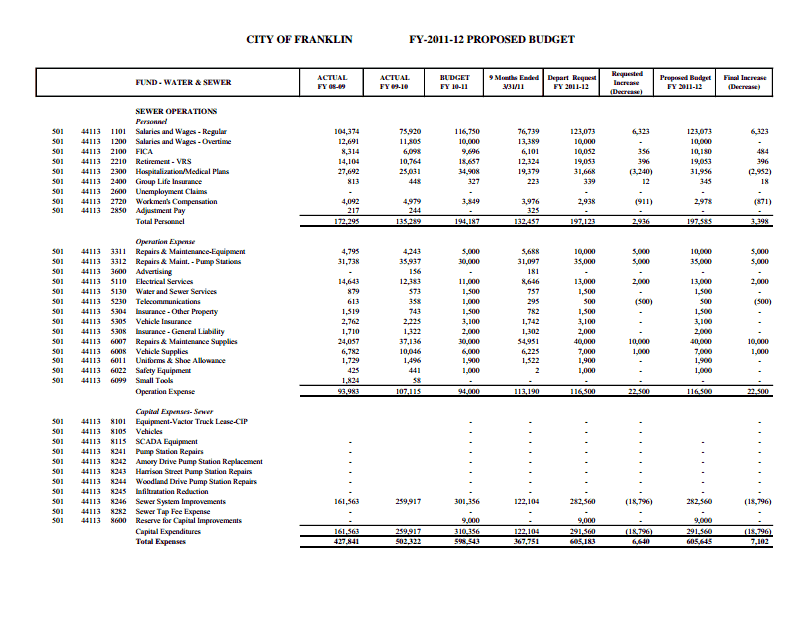 CITY OF FRANKLIN FY-2011-12 PROPOSED BUDGET
FUND - WATER & SEWER ACTUAL FY 08-09 ACTUAL FY 09-10 BUDGET FY 10-11 9 Months Ended 3/31/11 Depart Request FY 2011-12 Requested Increase (Decrease) Proposed Budget FY 2011-12 Final Increase (Decrease)
SEWER OPERATIONS
Personnel
501 44113 1101 Salaries and Wages - Regular 104,374 75,920 116,750 76,739 123,073 6,323 123,073 6,323
501 44113 1200 Salaries and Wages - Overtime 12,691 11,805 10,000 13,389 10,000 - 10,000 -
501 44113 2100 FICA 8,314 6,098 9,696 6,101 10,052 356 10,180 484
501 44113 2210 Retirement - VRS 14,104 10,764 18,657 12,324 19,053 396 19,053 396
501 44113 2300 Hospitalization/Medical Plans 27,692 25,031 34,908 19,379 31,668 (3,240) 31,956 (2,952)
501 44113 2400 Group Life Insurance 813 448 327 223 339 12 345 18
501 44113 2600 Unemployment Claims - - - - - - - -
501 44113 2720 Workmen's Compensation 4,092 4,979 3,849 3,976 2,938 (911) 2,978 (871)
501 44113 2850 Adjustment Pay 217 244 - 325 - - - -
Total Personnel 172,295 135,289 194,187 132,457 197,123 2,936 197,585 3,398
Operation Expense
501 44113 3311 Repairs & Maintenance-Equipment 4,795 4,243 5,000 5,688 10,000 5,000 10,000 5,000
501 44113 3312 Repairs & Maint. - Pump Stations 31,738 35,937 30,000 31,097 35,000 5,000 35,000 5,000
501 44113 3600 Advertising - 156 - 181 - - - -
501 44113 5110 Electrical Services 14,643 12,383 11,000 8,646 13,000 2,000 13,000 2,000
501 44113 5130 Water and Sewer Services 879 573 1,500 757 1,500 - 1,500 -
501 44113 5230 Telecommunications 613 358 1,000 295 500 (500) 500 (500)
501 44113 5304 Insurance - Other Property 1,519 743 1,500 782 1,500 - 1,500 -
501 44113 5305 Vehicle Insurance 2,762 2,225 3,100 1,742 3,100 - 3,100 -
501 44113 5308 Insurance - General Liability 1,710 1,322 2,000 1,302 2,000 - 2,000 -
501 44113 6007 Repairs & Maintenance Supplies 24,057 37,136 30,000 54,951 40,000 10,000 40,000 10,000
501 44113 6008 Vehicle Supplies 6,782 10,046 6,000 6,225 7,000 1,000 7,000 1,000
501 44113 6011 Uniforms & Shoe Allowance 1,729 1,496 1,900 1,522 1,900 - 1,900 -
501 44113 6022 Safety Equipment 425 441 1,000 2 1,000 - 1,000 -
501 44113 6099 Small Tools 1,824 58 - - - - - -
Operation Expense 93,983 107,115 94,000 113,190 116,500 22,500 116,500 22,500
Capital Expenses- Sewer
501 44113 8101 Equipment-Vactor Truck Lease-CIP - - - - -
501 44113 8105 Vehicles - - - - -
501 44113 8115 SCADA Equipment - - - - - - -
501 44113 8241 Pump Station Repairs - - - - - - -
501 44113 8242 Amory Drive Pump Station Replacement - - - - - - -
501 44113 8243 Harrison Street Pump Station Repairs - - - - - - -
501 44113 8244 Woodland Drive Pump Station Repairs - - - - - - -
501 44113 8245 Infiltratation Reduction - - - - - - -
501 44113 8246 Sewer System Improvements 161,563 259,917 301,356 122,104 282,560 (18,796) 282,560 (18,796)
501 44113 8282 Sewer Tap Fee Expense - - - - - - -
501 44113 8600 Reserve for Capital Improvements - 9,000 - 9,000 - 9,000 -
Capital Expenditures 161,563 259,917 310,356 122,104 291,560 (18,796) 291,560 (18,796)
Total Expenses 427,841 502,322 598,543 367,751 605,183 6,640 605,645 7,102